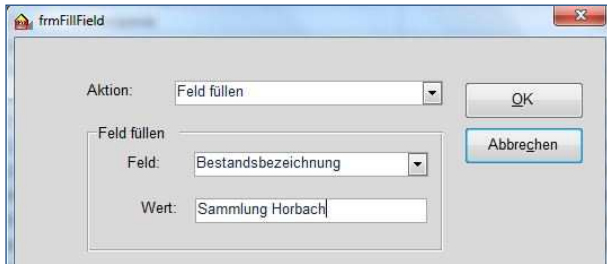 frmFillField
Aktion: Feld füllen
OK
Feld füllen
Abbrechen
Feld: Bestandsbezeichnung
Wert: Sammlung Horbach